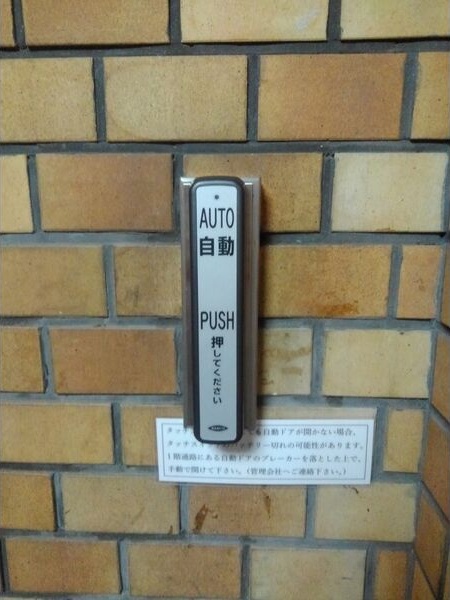 AUTO
自動
PUSH
押してください
タッ ても自動ドアが開かない場合、
タッチス ッテリー切れの可能性があります。
1階通路にある自動ドアのブレーカーを落とした上で、
手動で開けて下さい。(管理会社へご連絡下さい。)